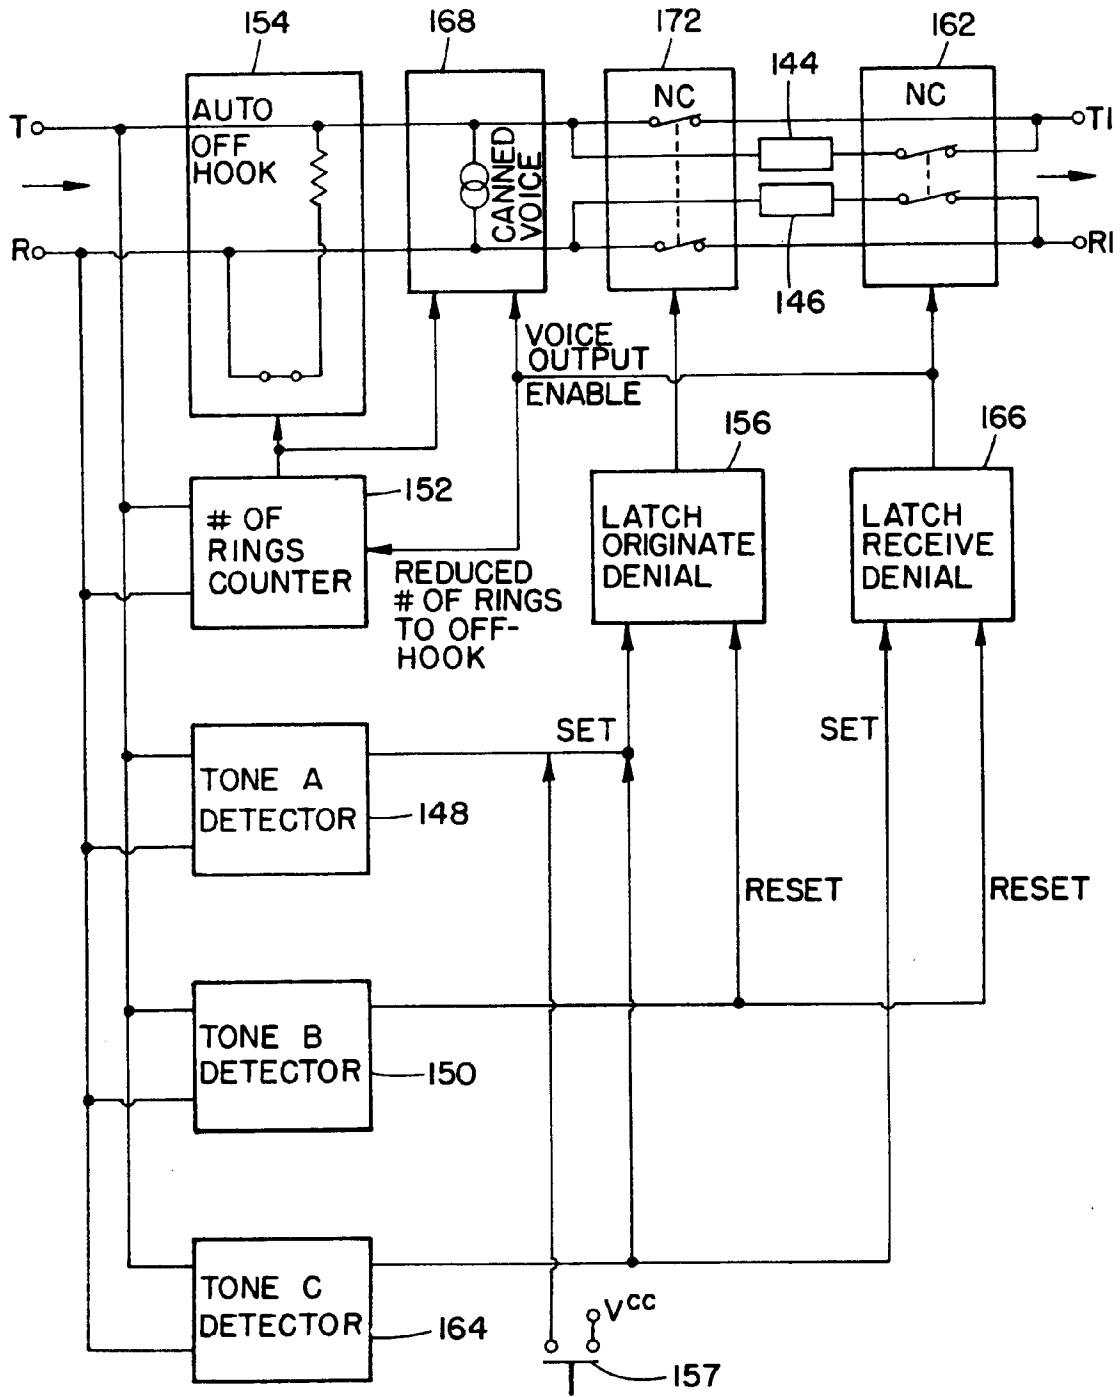 154
168
172
162
AUTO
OFF
HOOK
CANNED
VOICE
NC
144
NC
T
T1
R
R1
146
VOICE
OUTPUT
ENABLE
152
# OF
RINGS
COUNTER
REDUCED
# OF RINGS
TO OFF-
HOOK
156
LATCH
ORIGINATE
DENIAL
166
LATCH
RECEIVE
DENIAL
SET
SET
TONE A
DETECTOR
148
RESET
RESET
TONE B
DETECTOR
150
TONE C
DETECTOR
164
Vcc
157